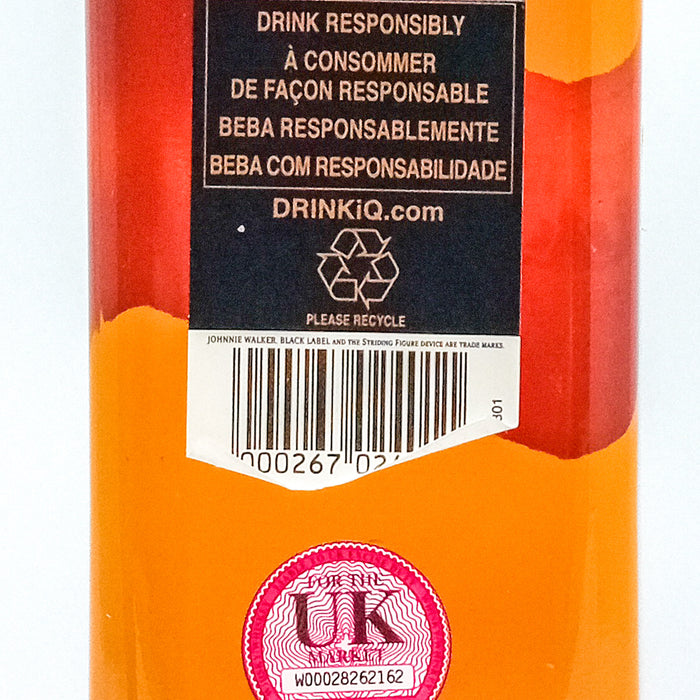 DRINK RESPONSIBLY
À CONSOMMER
DE FAÇON RESPONSABLE
BEBA RESPONSABLEMENTE
BEBA COM RESPONSABILIDADE
DRINKiQ.com
PLEASE RECYCLE
JOHNNIE WALKER, BLACK LABEL AND THE STRIDING FIGURE DEVICE ARE TRADE MARKS.
000267 02
FOR THE
UK
MARKET
W00028262162